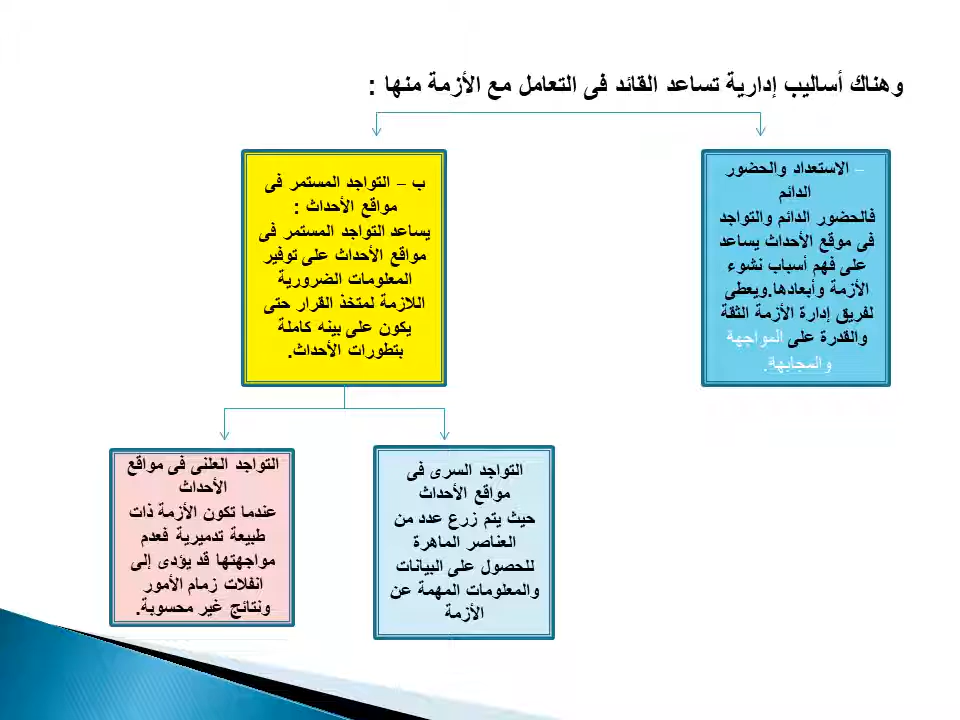 وهناك أساليب إدارية تساعد القائد فى التعامل مع الأزمة منها :
– الاستعداد والحضور
الدائم
فالحضور الدائم والتواجد
فى موقع الأحداث يساعد
على فهم أسباب نشوء
الأزمة وأبعادها.ويعطى
لفريق إدارة الأزمة الثقة
والقدرة على المواجهة
والمجابهة.
ب – التواجد المستمر فى
مواقع الأحداث :
يساعد التواجد المستمر فى
مواقع الأحداث على توفير
المعلومات الضرورية
اللازمة لمتخذ القرار حتى
يكون على بينه كاملة
بتطورات الأحداث.
التواجد السرى فى
مواقع الأحداث
حيث يتم زرع عدد من
العناصر الماهرة
للحصول على البيانات
والمعلومات المهمة عن
الأزمة
التواجد العلنى فى مواقع
الأحداث
عندما تكون الأزمة ذات
طبيعة تدميرية فعدم
مواجهتها قد يؤدى إلى
انفلات زمام الأمور
ونتائج غير محسوبة.